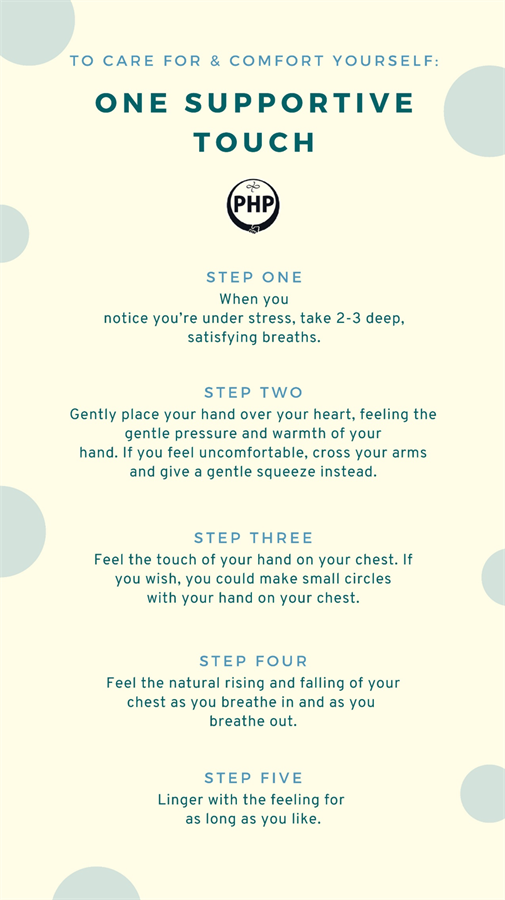 TO CARE FOR & COMFORT YOURSELF:
ONE SUPPORTIVE
TOUCH
PHP
STEP ONE
When you
notice you're under stress, take 2-3 deep,
satisfying breaths.
STEP TWO
Gently place your hand over your heart, feeling the
gentle pressure and warmth of your
hand. If you feel uncomfortable, cross your arms
and give a gentle squeeze instead.
STEP THREE
Feel the touch of your hand on your chest. If
you wish, you could make small circles
with your hand on your chest.
STEP FOUR
Feel the natural rising and falling of your
chest as you breathe in and as you
breathe out.
STEP FIVE
Linger with the feeling for
as long as you like.